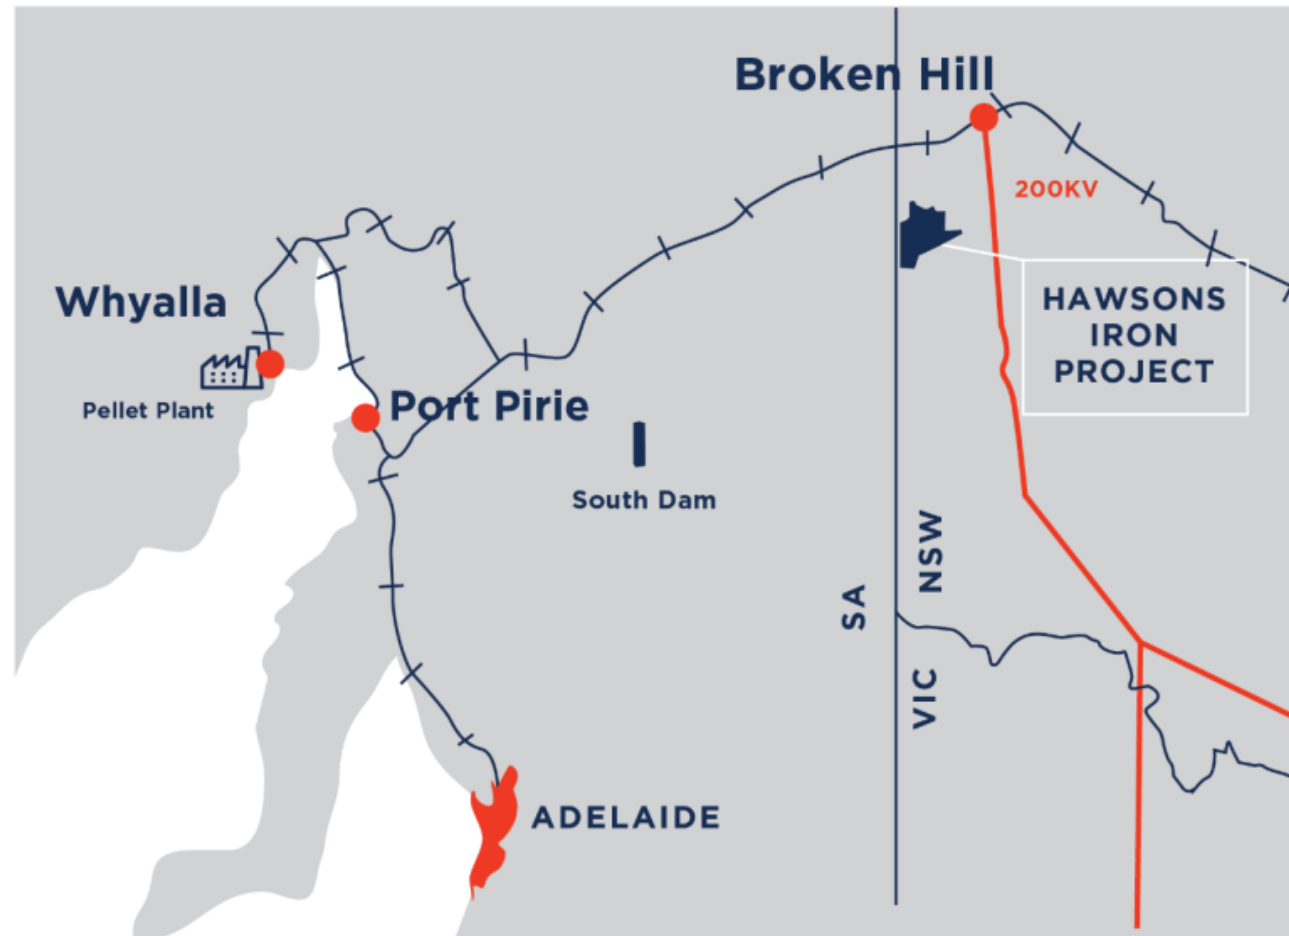 Broken Hill
200KV
Whyalla
HAWSONS
IRON
PROJECT
Pellet Plant
Port Pirie
South Dam
NSW
SA
VIC
ADELAIDE